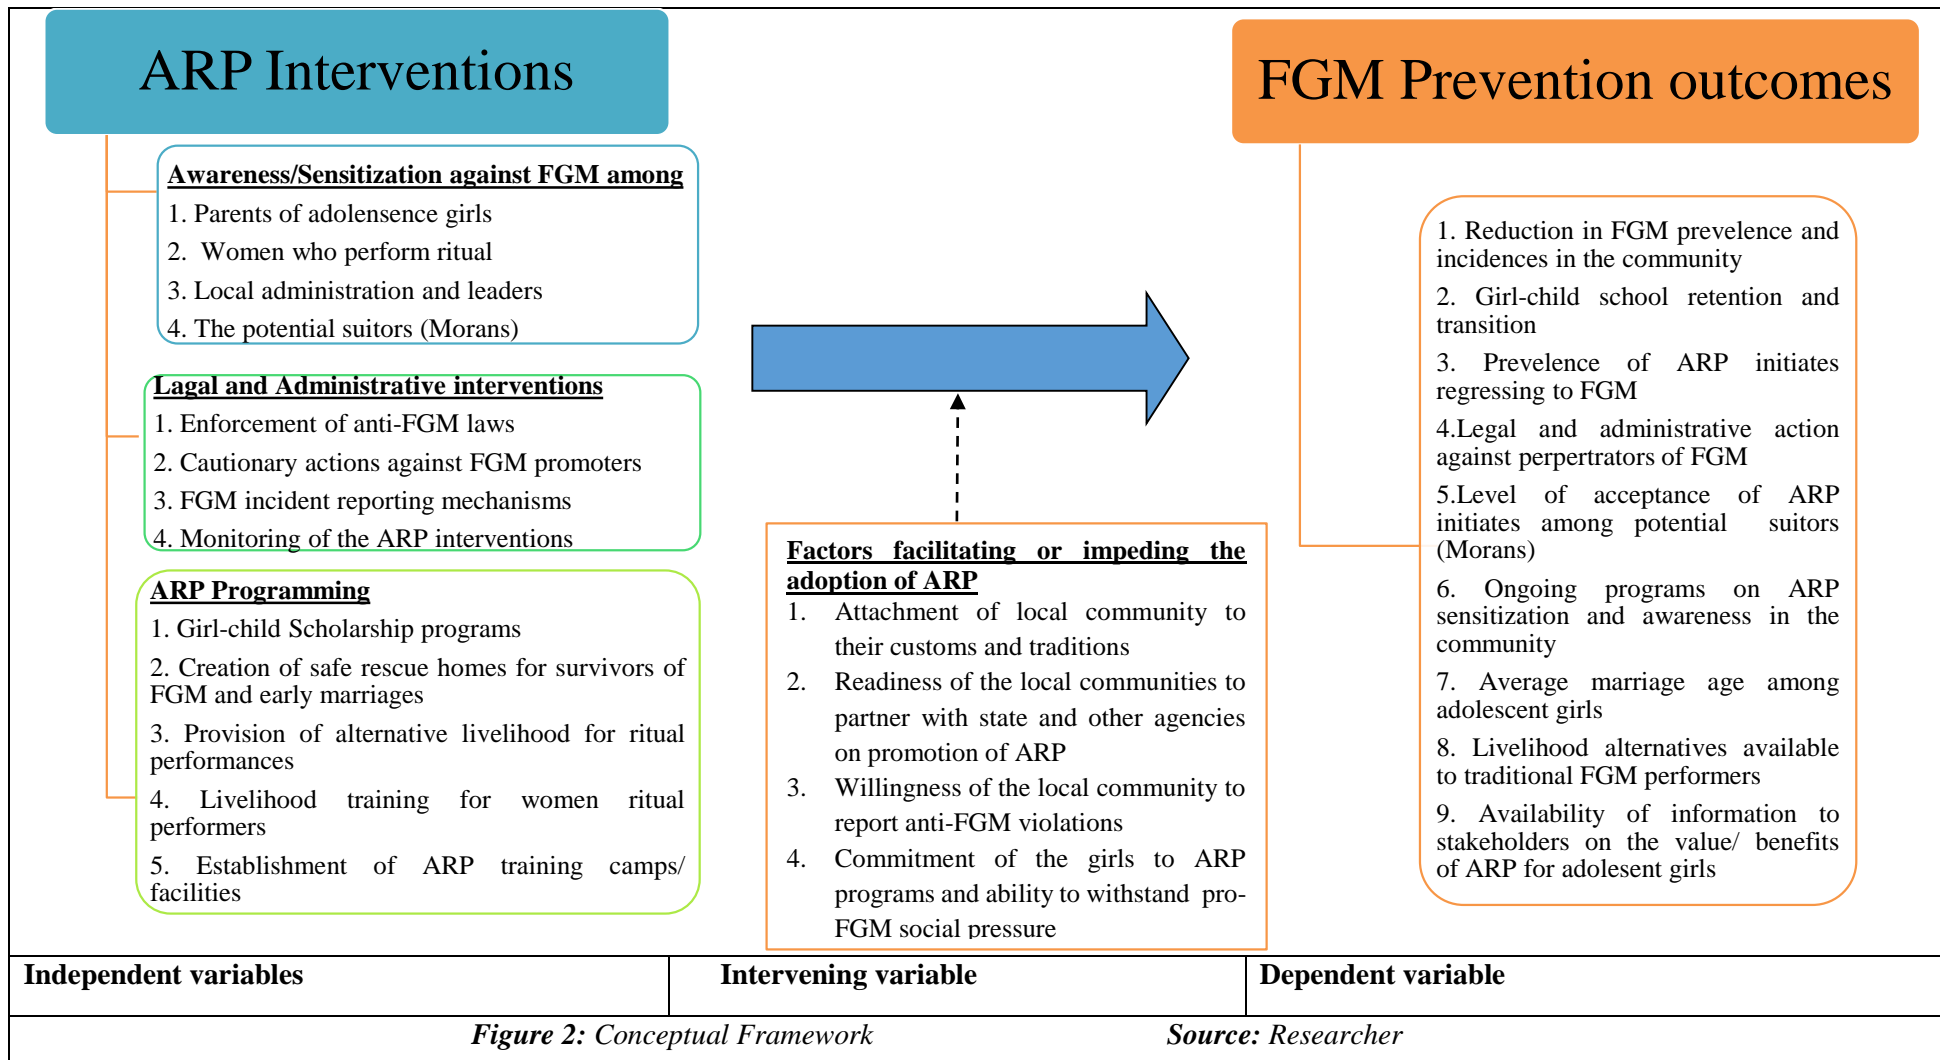 ARP Interventions
Awareness/Sensitization against FGM among
1. Parents of adolensence girls
2. Women who perform ritual
3. Local administration and leaders
4. The potential suitors (Morans)
Lagal and Administrative interventions
1. Enforcement of anti-FGM laws
2. Cautionary actions against FGM promoters
3. FGM incident reporting mechanisms
4. Monitoring of the ARP interventions
ARP Programming
1. Girl-child Scholarship programs
2. Creation of safe rescue homes for survivors of
FGM and early marriages
3. Provision of alternative livelihood for ritual
performances
4. Livelihood training for women ritual
performers
5. Establishment of ARP training camps/
facilities
Factors facilitating or impeding the
adoption of ARP
1. Attachment of local community to
their customs and traditions
2. Readiness of the local communities to
partner with state and other agencies
on promotion of ARP
3. Willingness of the local community to
report anti-FGM violations
4. Commitment of the girls to ARP
programs and ability to withstand pro-
FGM social pressure
FGM Prevention outcomes
1. Reduction in FGM prevelence and
incidences in the community
2. Girl-child school retention and
transition
3. Prevelence of ARP initiates
regressing to FGM
4.Legal and administrative action
against perpertrators of FGM
5.Level of acceptance of ARP
initiates among potential suitors
(Morans)
6. Ongoing programs on ARP
sensitization and awareness in the
community
7. Average marriage age among
adolescent girls
8. Livelihood alternatives available
to traditional FGM performers
9. Availability of information to
stakeholders on the value/ benefits
of ARP for adolesent girls
Independent variables
Intervening variable
Dependent variable
Figure 2: Conceptual Framework
Source: Researcher